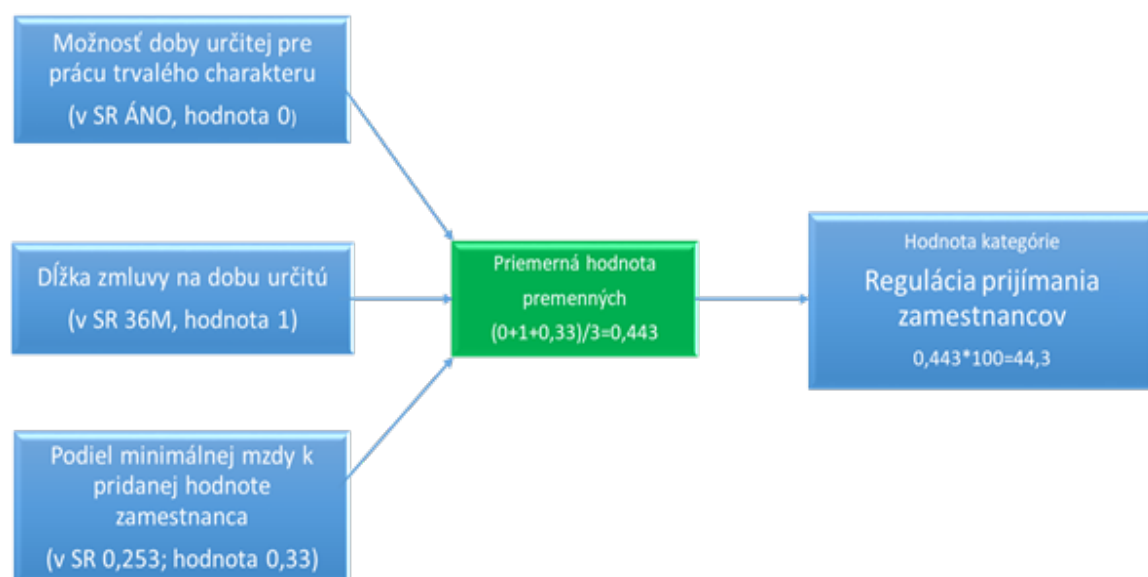 Možnosť doby určitej pre
prácu trvalého charakteru
(v SR ÁNO, hodnota 0)
Dĺžka zmluvy na dobu určitú
(v SR 36M, hodnota 1)
Podiel minimálnej mzdy k
pridanej hodnote
zamestnanca
(v SR 0,253; hodnota 0,33)
Priemerná hodnota
premenných
(0+1+0,33)/3=0,443
Hodnota kategórie
Regulácia prijímania
zamestnancov
0,443*100=44,3